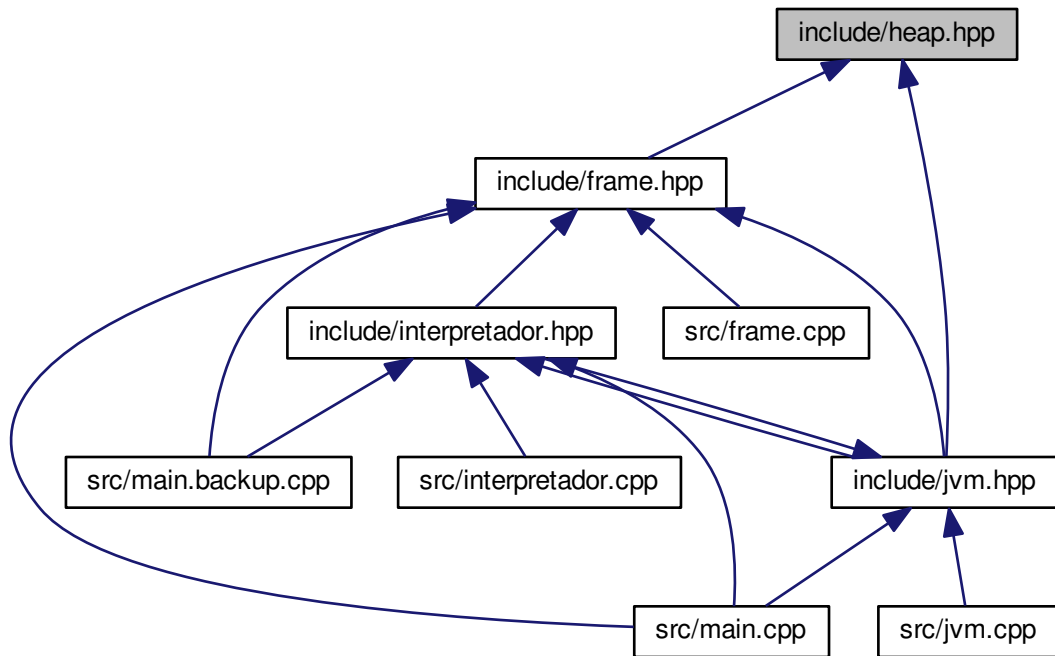 include/heap.hpp
include/frame.hpp
include/interpretador.hpp
src/frame.cpp
src/main.backup.cpp
src/interpretador.cpp
include/jvm.hpp
src/main.cpp
src/jvm.cpp